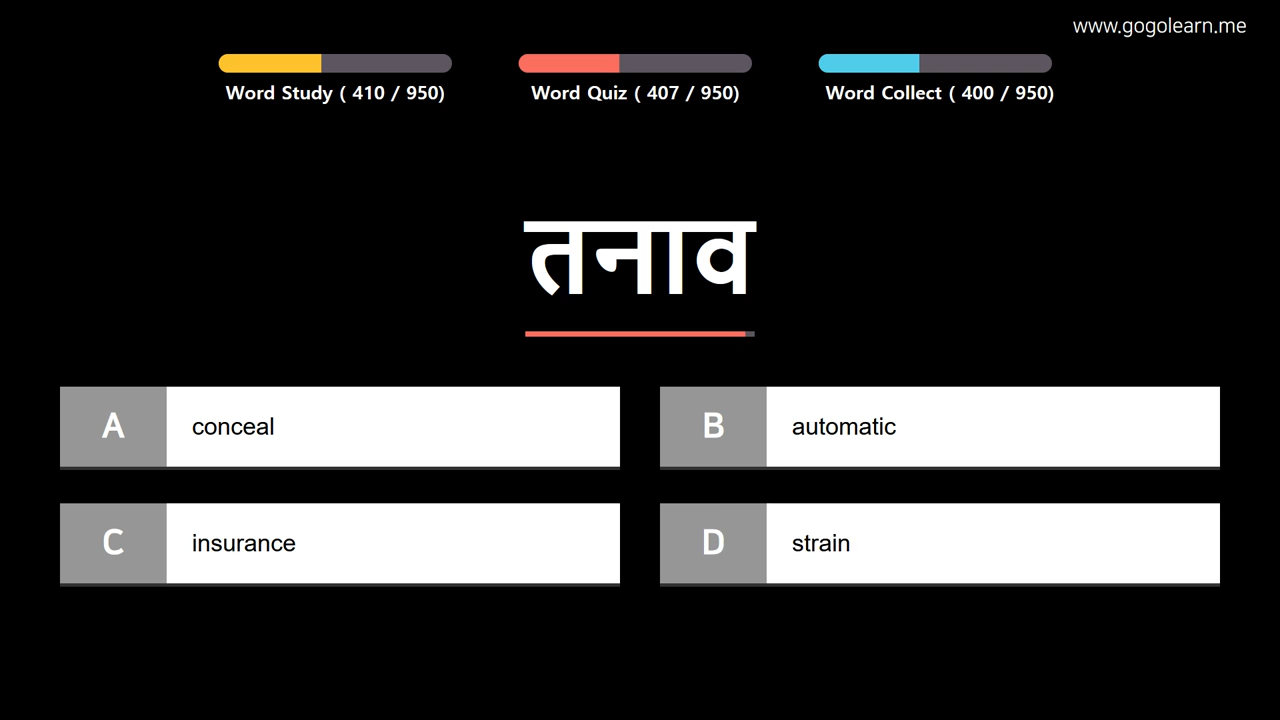 www.gogolearn.me
Word Study ( 410 / 950)
Word Quiz ( 407 / 950)
Word Collect ( 400 / 950)
तनाव
A conceal
B automatic
C insurance
D strain